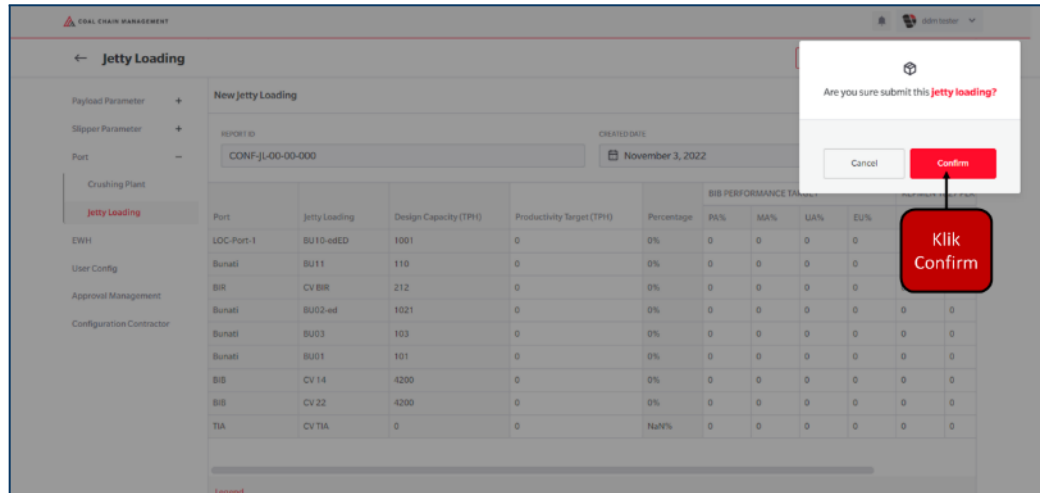 COAL CHAIN MANAGEMENT
ddm tester
← Jetty Loading
Are you sure submit this jetty loading?
Cancel
Confirm
Klik
Confirm
Payload Parameter +
Slipper Parameter +
Port −
Crushing Plant
Jetty Loading
EWH
User Config
Approval Management
Configuration Contractor
New Jetty Loading
REPORT ID
CREATED DATE
CONF-JL-00-00-000
November 3, 2022
BIB PERFORMANCE TARGET
Port Jetty Loading Design Capacity (TPH) Productivity Target (TPH) Percentage PA% MA% UA% EU%
LOC-Port-1 BU10-edED 1001 0 0% 0 0 0 0
Bunati BU11 110 0 0% 0 0 0 0
BIR CV BIR 212 0 0% 0 0 0 0
Bunati BU02-ed 1021 0 0% 0 0 0 0 0 0
Bunati BU03 103 0 0% 0 0 0 0 0 0
Bunati BU01 101 0 0% 0 0 0 0 0 0
BIB CV 14 4200 0 0% 0 0 0 0 0 0
BIB CV 22 4200 0 0% 0 0 0 0 0 0
TIA CV TIA 0 0 NaN% 0 0 0 0 0 0
Legend